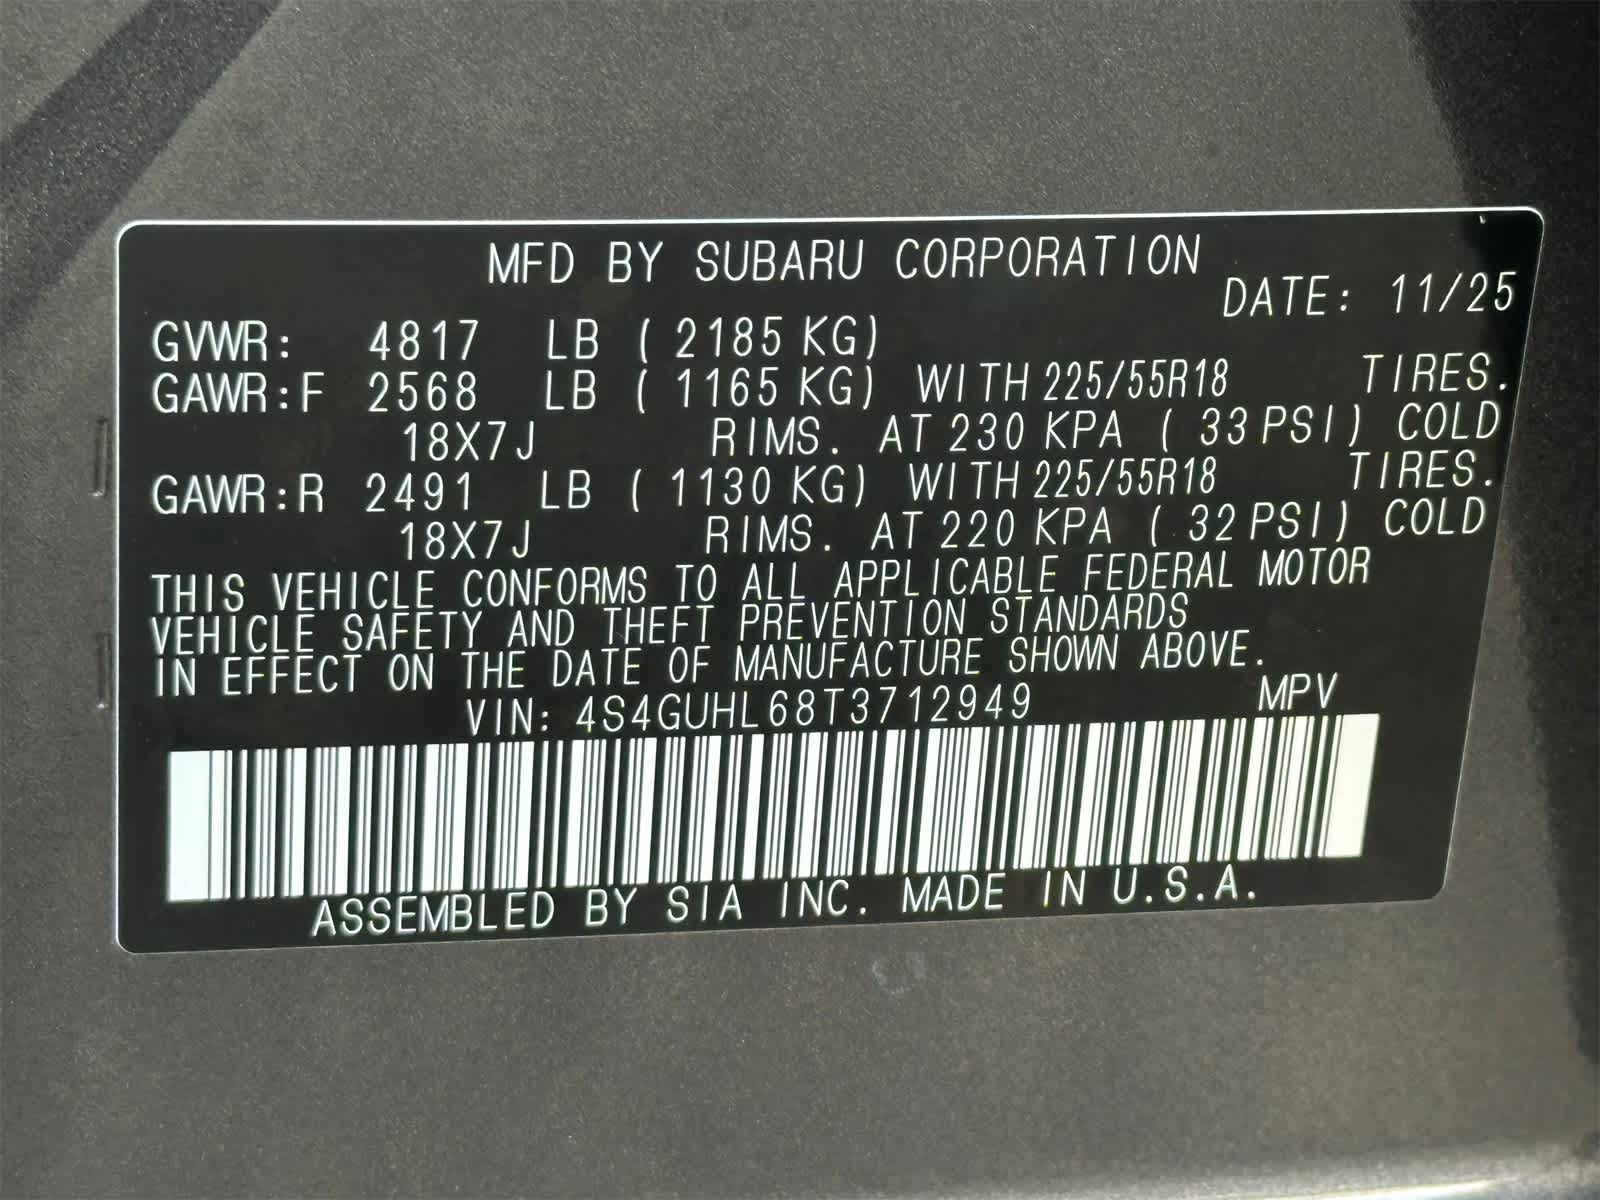 MFD BY SUBARU CORPORATION
DATE: 11/25
GVWR: 4817 LB ( 2185 KG)
GAWR:F 2568 LB ( 1165 KG) WITH 225/55R18 TIRES.
18X7J RIMS. AT 230 KPA ( 33 PSI) COLD
GAWR:R 2491 LB ( 1130 KG) WITH 225/55R18 TIRES.
18X7J RIMS. AT 220 KPA ( 32 PSI) COLD
THIS VEHICLE CONFORMS TO ALL APPLICABLE FEDERAL MOTOR
VEHICLE SAFETY AND THEFT PREVENTION STANDARDS
IN EFFECT ON THE DATE OF MANUFACTURE SHOWN ABOVE.
VIN: 4S4GUHL68T3712949 MPV
ASSEMBLED BY SIA INC. MADE IN U.S.A.